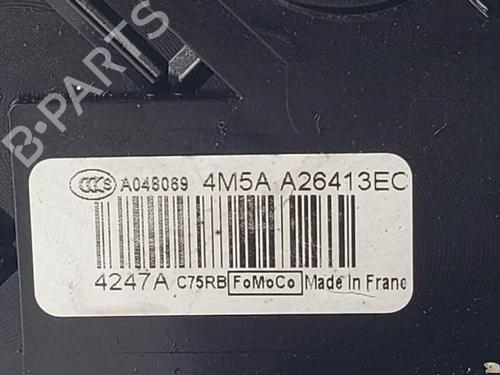 B-PARTS
CCC S A048069 4M5A A26413EC
4247A C75RB FoMoCo Made In Franc